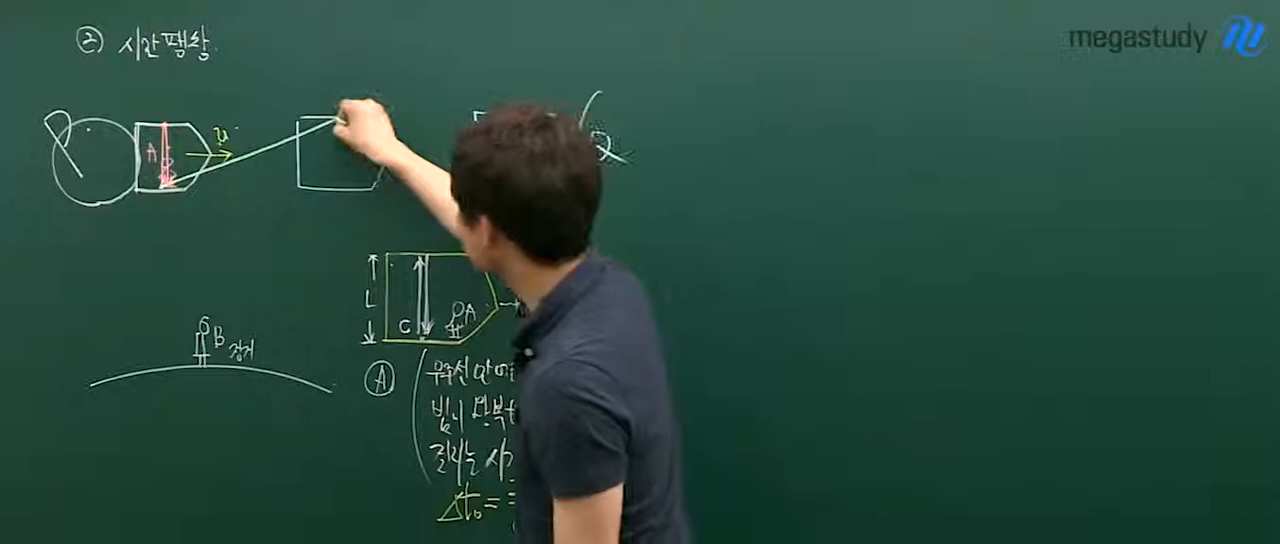 ② 시간팽창.
megastudy
A
v
L
C
A
B 정지
Ⓐ
우주선 안에
빛이 왕복
걸리는 시
Δt₀ =